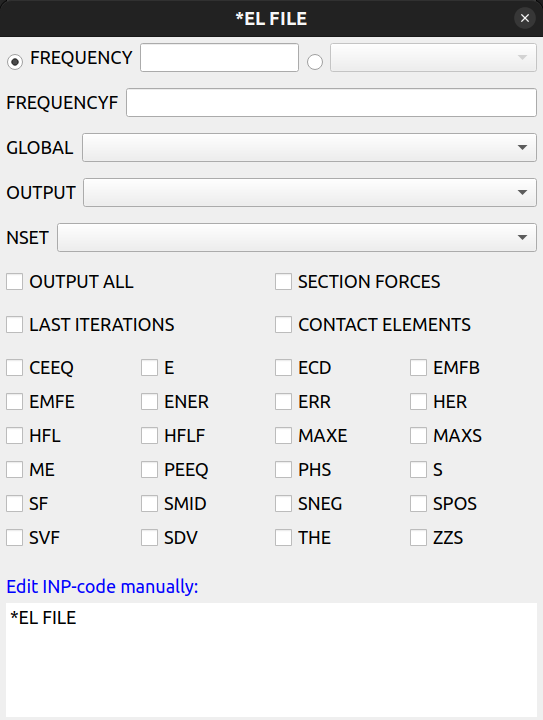 *EL FILE
FREQUENCY
FREQUENCYF
GLOBAL
OUTPUT
NSET
OUTPUT ALL SECTION FORCES
LAST ITERATIONS CONTACT ELEMENTS
CEEQ E ECD EMFB
EMFE ENER ERR HER
HFL HFLF MAXE MAXS
ME PEEQ PHS S
SF SMID SNEG SPOS
SVF SDV THE ZZS
Edit INP-code manually:
*EL FILE